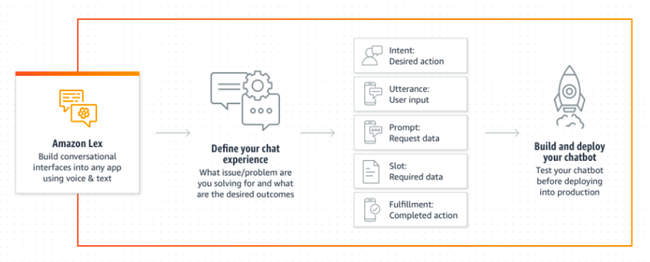 Amazon Lex
Build conversational
interfaces into any app
using voice & text
Define your chat
experience
What issue/problem are
you solving for and what
are the desired outcomes
Intent:
Desired action
Utterance:
User input
Prompt:
Request data
Slot:
Required data
Fulfillment:
Completed action
Build and deploy
your chatbot
Test your chatbot
before deploying
into production